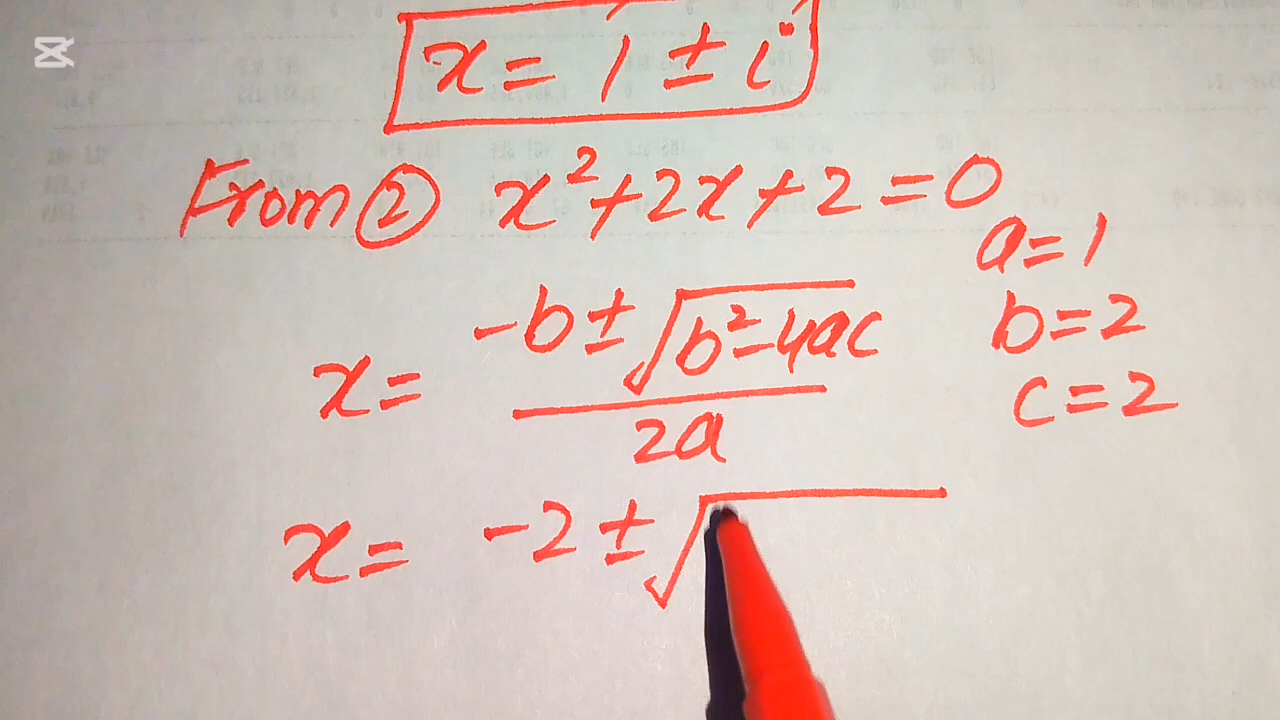 x = 1 ± i
From ② x² + 2x + 2 = 0
a = 1
b = 2
c = 2
x = (-b ± √(b² - 4ac)) / 2a
x = -2 ± √